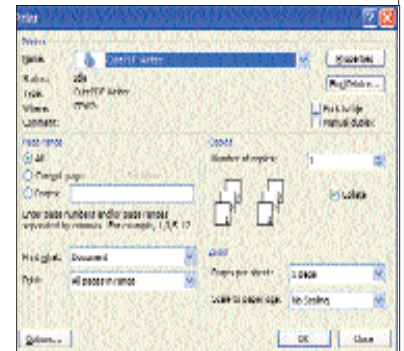 Print
Printer
Name: CutePDF Writer Properties
Status: Idle Find Printer...
Type: CutePDF Writer
Where: Print to file
Comment: Manual duplex
Page range Copies
All Number of copies: 1
Current page
Pages: Collate
Enter page numbers and/or page ranges
separated by commas. For example, 1,3,5-12
Print what: Document Zoom
Print: All pages in range Pages per sheet: 1 page
Scale to paper size: No Scaling
Options... OK Close